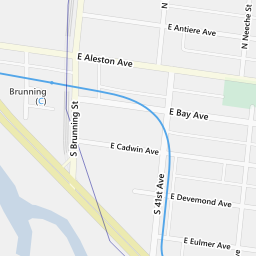 N Neeche St
N
E Antiere Ave
E Aleston Ave
Brunning
(C)
E Bay Ave
S Brunning St
E Cadwin Ave
S 41st Ave
E Devemond Ave
E Eulmer Ave